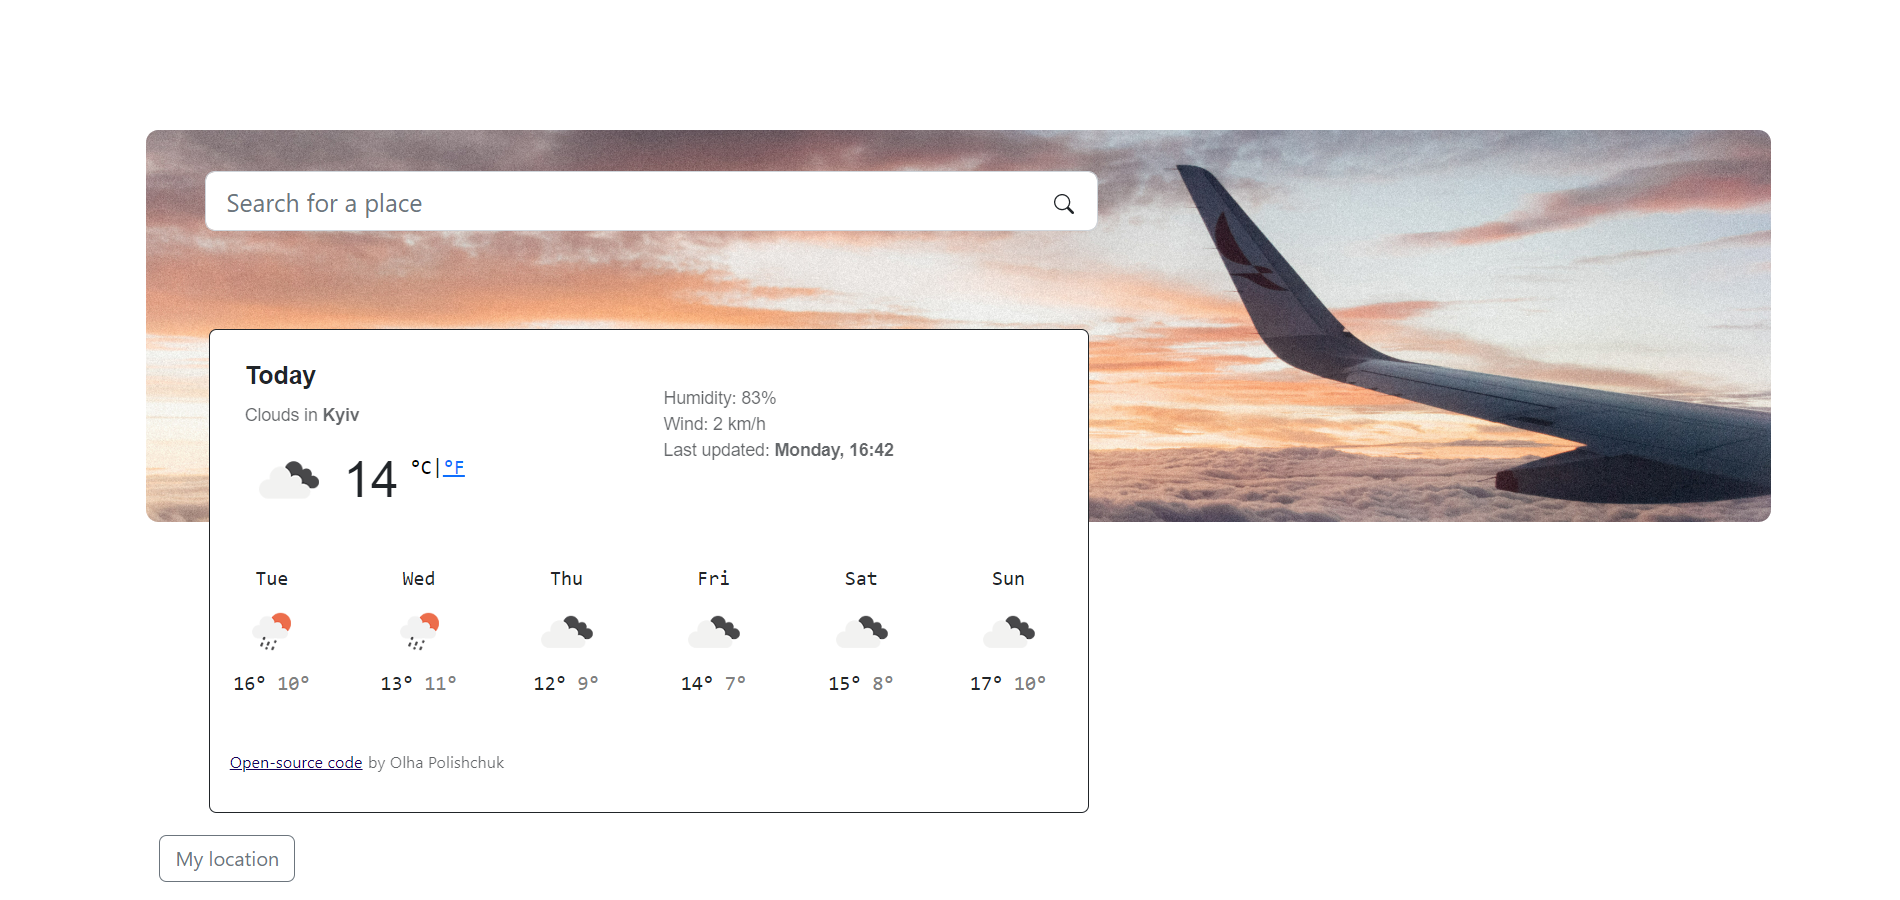 Search for a place
Today
Clouds in Kyiv
14 °C|°F
Humidity: 83%
Wind: 2 km/h
Last updated: Monday, 16:42
Tue Wed Thu Fri Sat Sun
16° 10° 13° 11° 12° 9° 14° 7° 15° 8° 17° 10°
Open-source code by Olha Polishchuk
My location